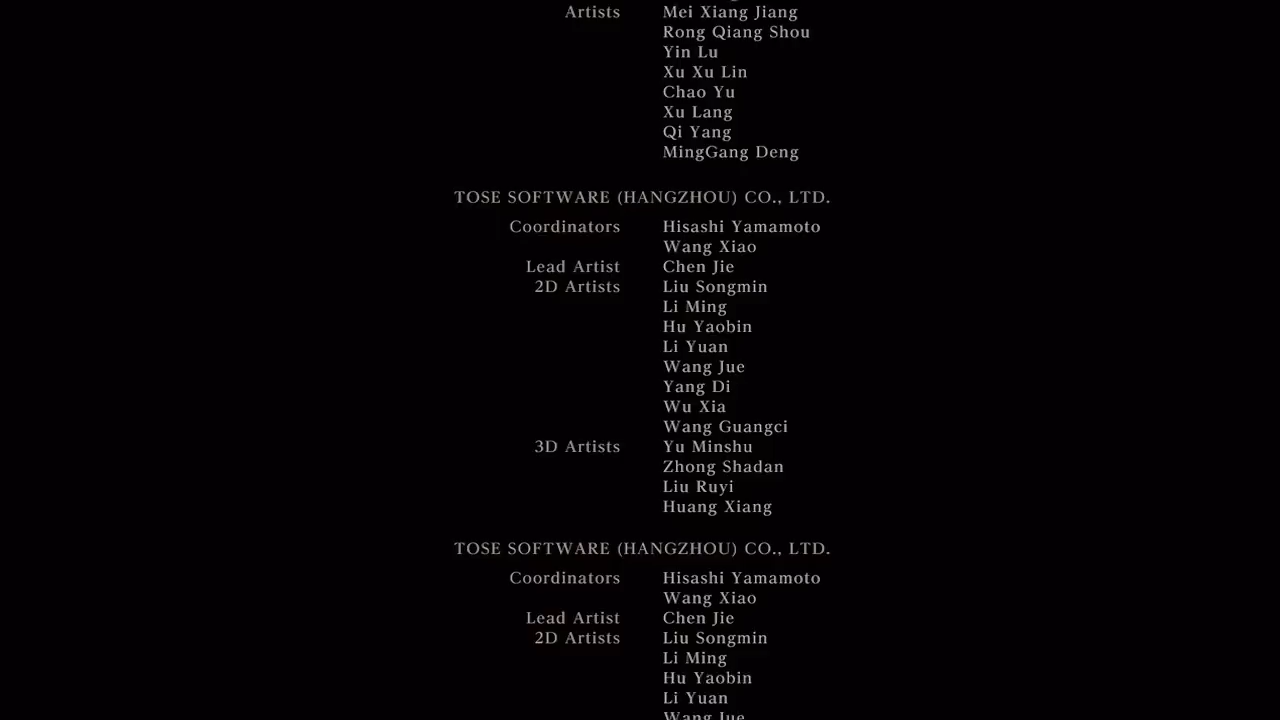 Artists Mei Xiang Jiang
Rong Qiang Shou
Yin Lu
Xu Xu Lin
Chao Yu
Xu Lang
Qi Yang
MingGang Deng
TOSE SOFTWARE (HANGZHOU) CO., LTD.
Coordinators Hisashi Yamamoto
Wang Xiao
Lead Artist Chen Jie
2D Artists Liu Songmin
Li Ming
Hu Yaobin
Li Yuan
Wang Jue
Yang Di
Wu Xia
Wang Guangci
3D Artists Yu Minshu
Zhong Shadan
Liu Ruyi
Huang Xiang
TOSE SOFTWARE (HANGZHOU) CO., LTD.
Coordinators Hisashi Yamamoto
Wang Xiao
Lead Artist Chen Jie
2D Artists Liu Songmin
Li Ming
Hu Yaobin
Li Yuan
Wang Jue